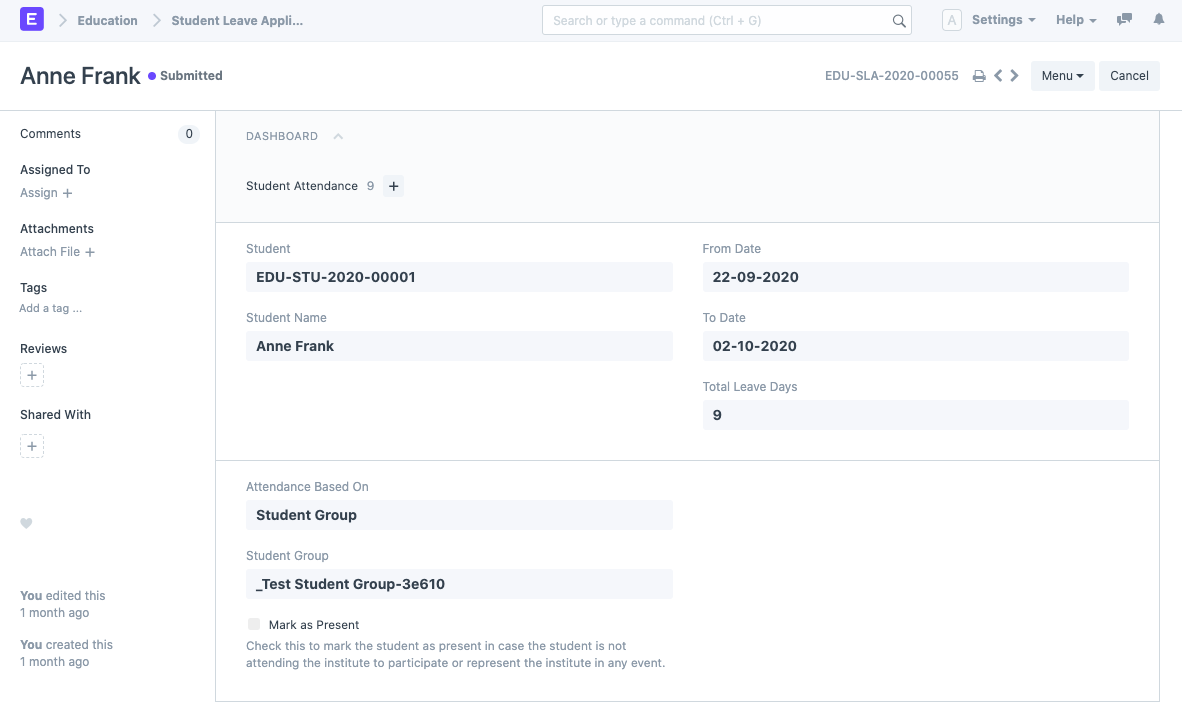 E Education Student Leave Appli... Search or type a command (Ctrl + G) A Settings Help
Anne Frank Submitted EDU-SLA-2020-00055 Menu Cancel
Comments 0
Assigned To
Assign +
Attachments
Attach File +
Tags
Add a tag ...
Reviews
+
Shared With
+
You edited this
1 month ago
You created this
1 month ago
DASHBOARD
Student Attendance 9 +
Student
EDU-STU-2020-00001
Student Name
Anne Frank
From Date
22-09-2020
To Date
02-10-2020
Total Leave Days
9
Attendance Based On
Student Group
Student Group
_Test Student Group-3e610
Mark as Present
Check this to mark the student as present in case the student is not
attending the institute to participate or represent the institute in any event.